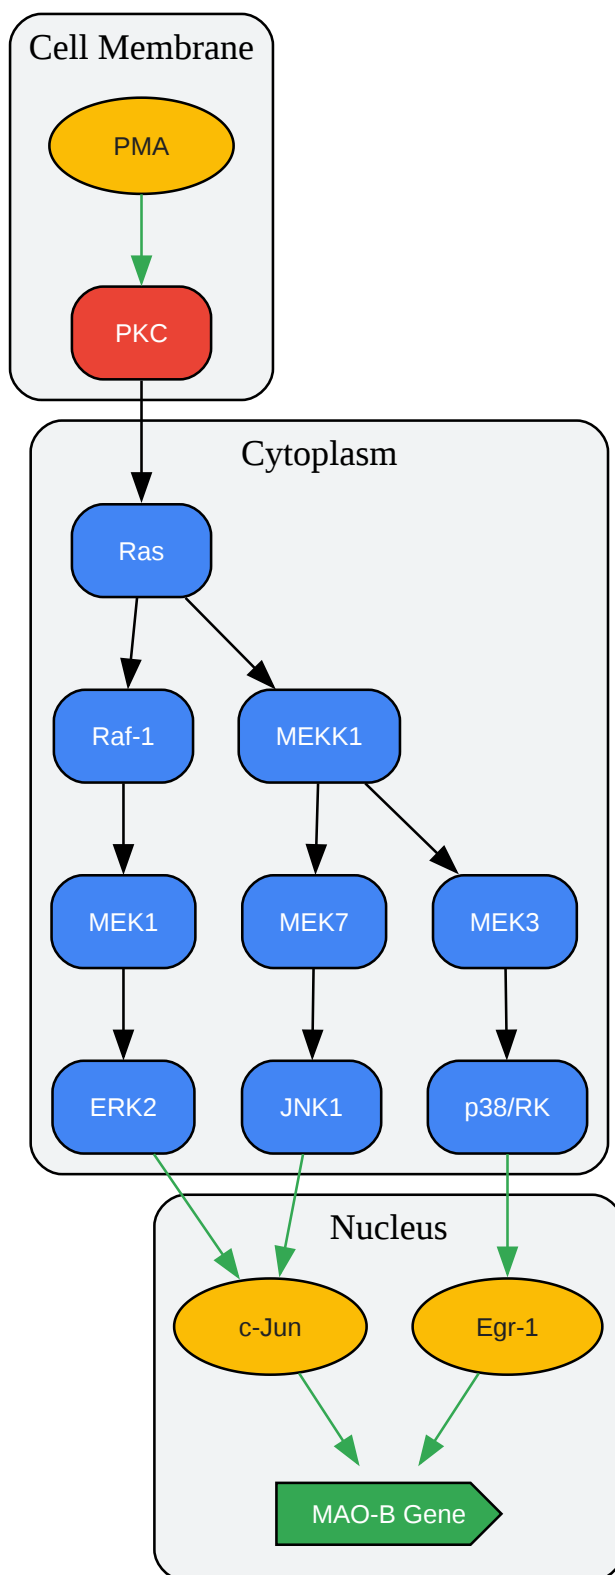 Cell Membrane
PMA
PKC
Cytoplasm
Ras
Raf-1
MEKK1
MEK1
MEK7
MEK3
ERK2
JNK1
p38/RK
Nucleus
c-Jun
Egr-1
MAO-B Gene